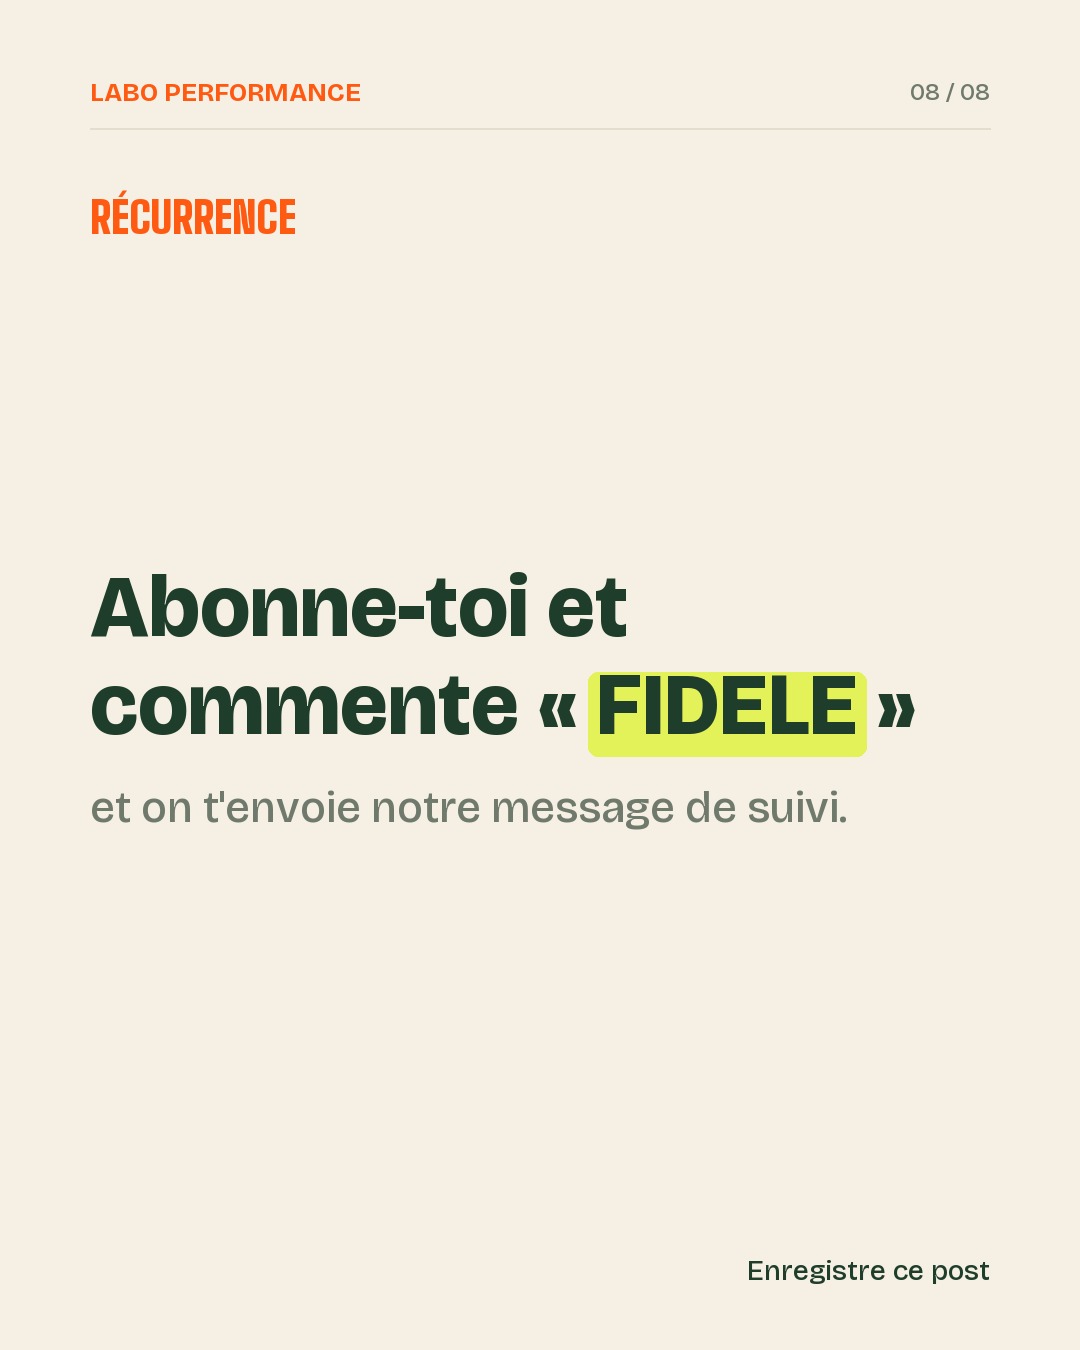 LABO PERFORMANCE
08 / 08
RÉCURRENCE
Abonne-toi et
commente « FIDELE »
et on t'envoie notre message de suivi.
Enregistre ce post